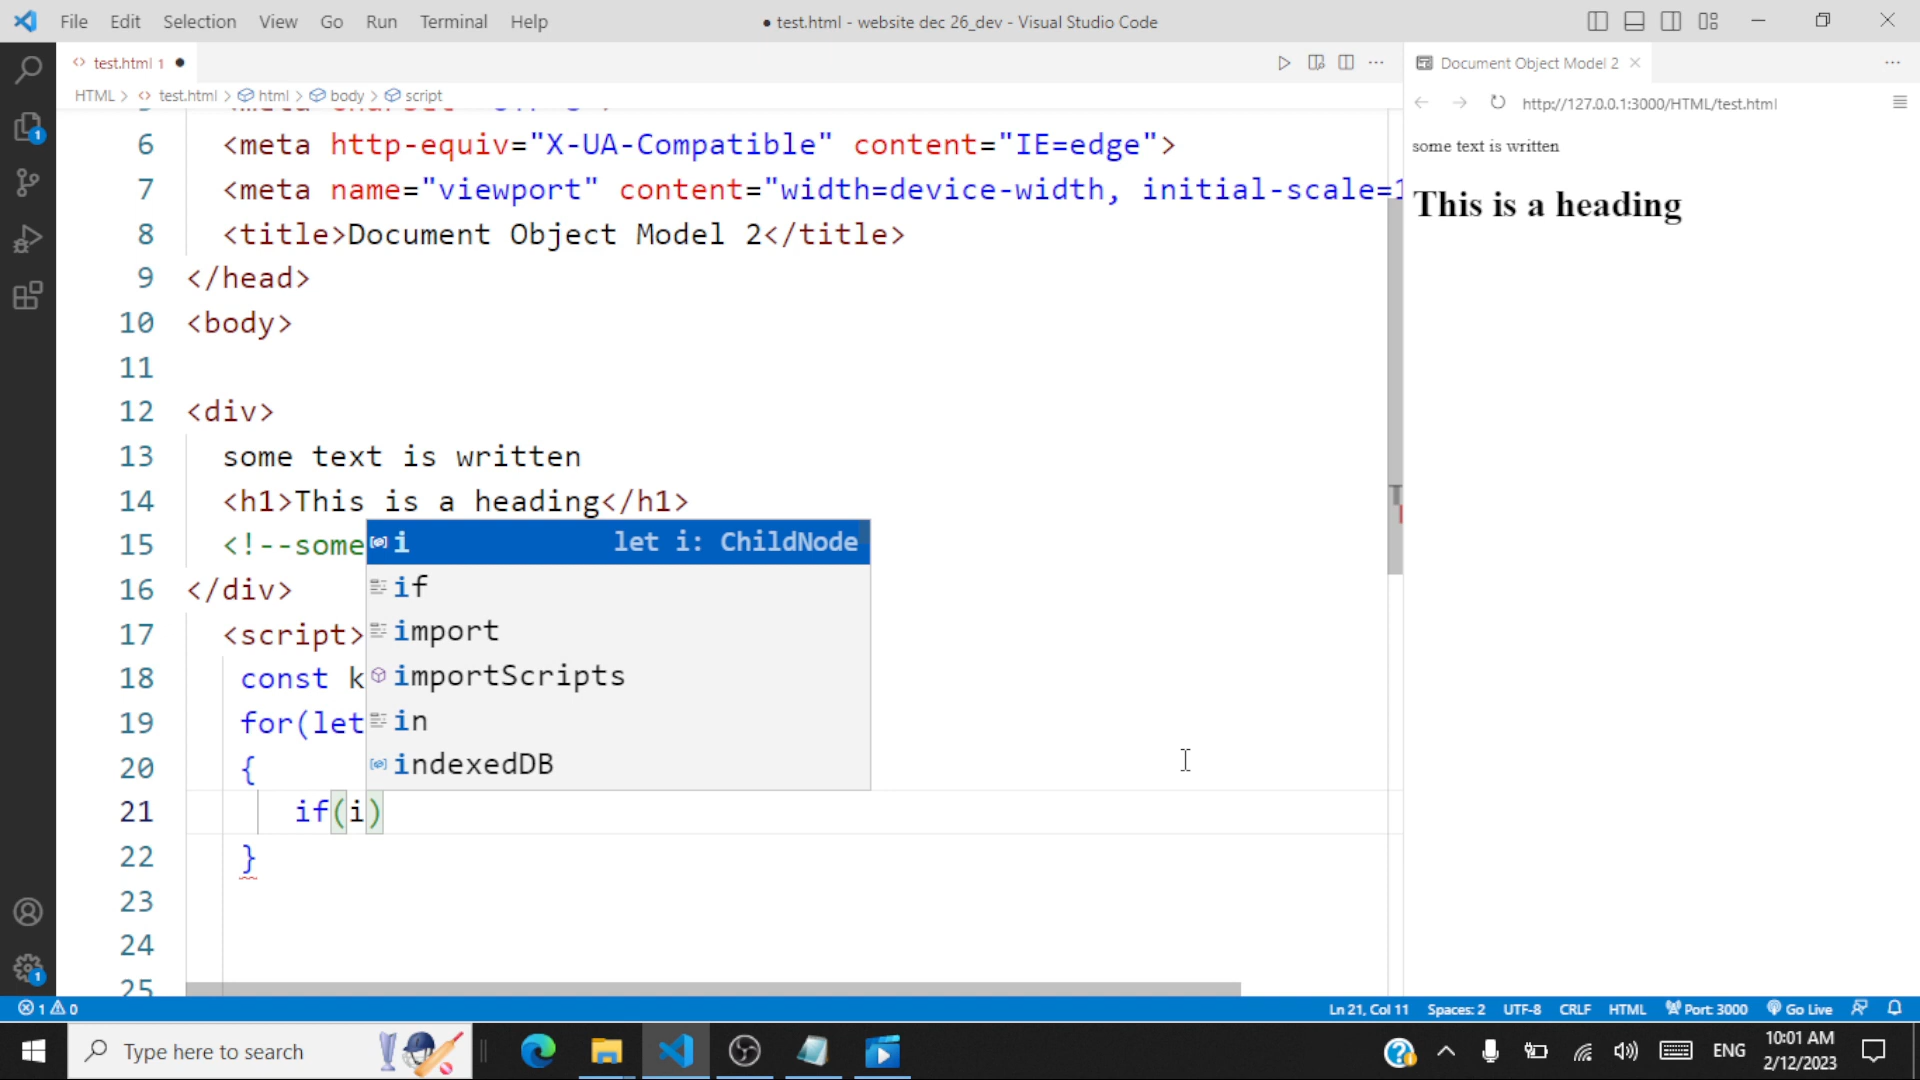 File Edit Selection View Go Run Terminal Help
● test.html - website dec 26_dev - Visual Studio Code
<> test.html 1 ●
Document Object Model 2
HTML > <> test.html > html > body > script
http://127.0.0.1:3000/HTML/test.html
6 <meta http-equiv="X-UA-Compatible" content="IE=edge">
7 <meta name="viewport" content="width=device-width, initial-scale=1
8 <title>Document Object Model 2</title>
9 </head>
10 <body>
11
12 <div>
13 some text is written
14 <h1>This is a heading</h1>
15 <!--some
16 </div>
17 <script>
18 const k
19 for(let
20 {
21 if(i)
22 }
23
24
25
i let i: ChildNode
if
import
importScripts
in
indexedDB
some text is written
This is a heading
1 0
Ln 21, Col 11 Spaces: 2 UTF-8 CRLF HTML Port: 3000 Go Live
1
1
Type here to search
ENG
10:01 AM
2/12/2023